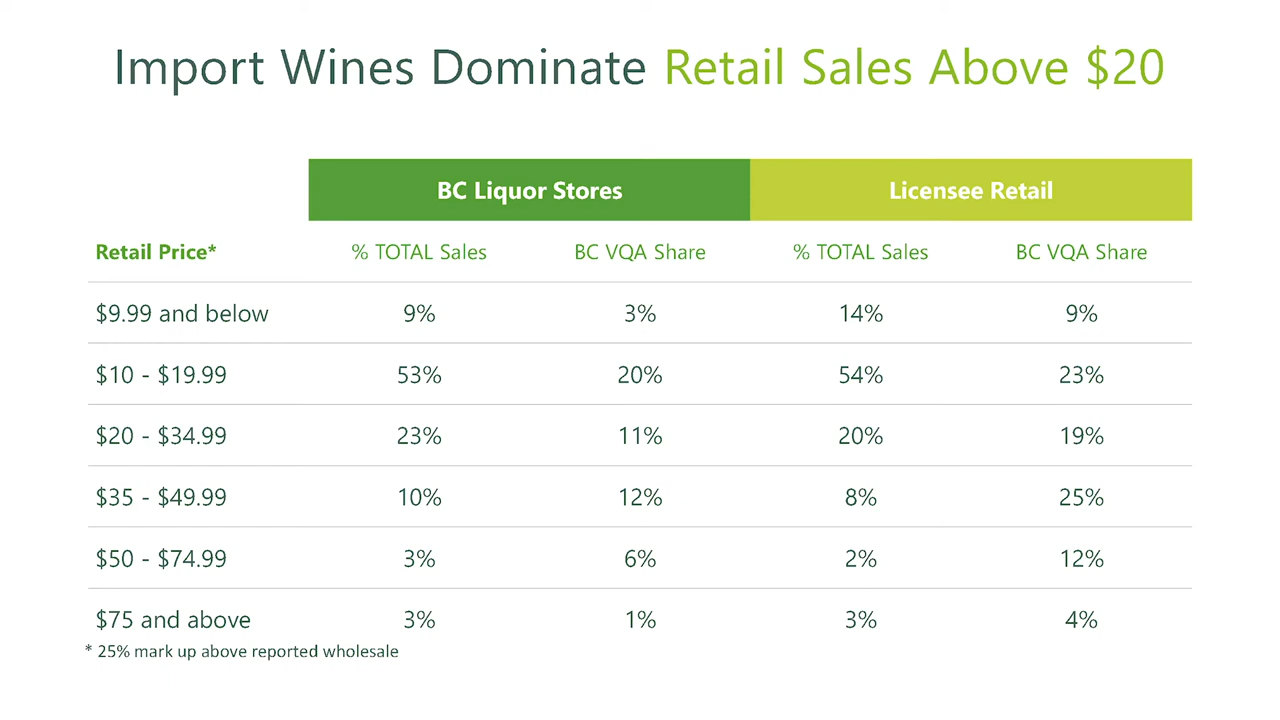 Import Wines Dominate Retail Sales Above $20
BC Liquor Stores Licensee Retail
Retail Price* % TOTAL Sales BC VQA Share % TOTAL Sales BC VQA Share
$9.99 and below 9% 3% 14% 9%
$10 - $19.99 53% 20% 54% 23%
$20 - $34.99 23% 11% 20% 19%
$35 - $49.99 10% 12% 8% 25%
$50 - $74.99 3% 6% 2% 12%
$75 and above 3% 1% 3% 4%
* 25% mark up above reported wholesale